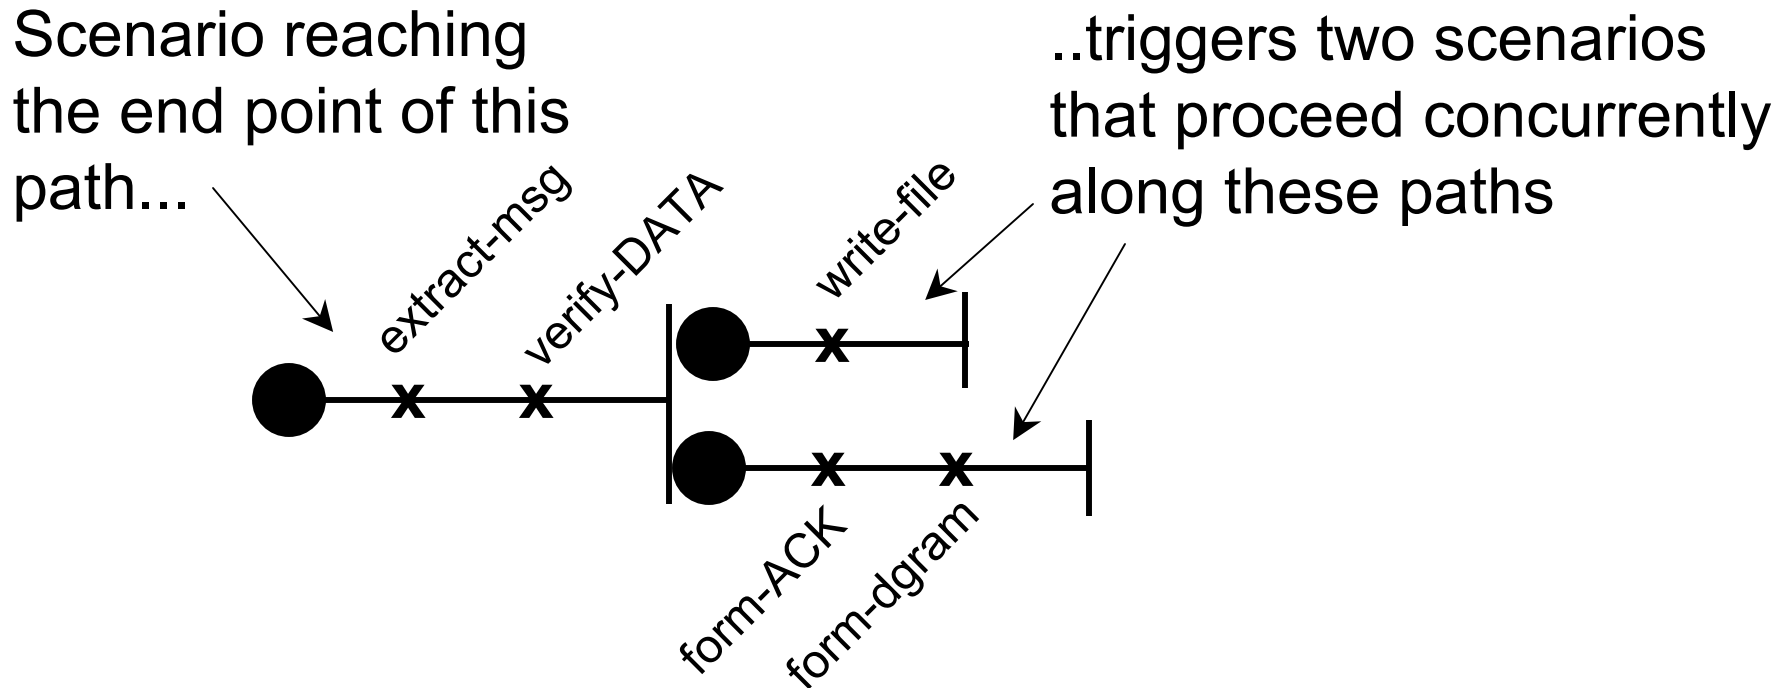 Scenario reaching
the end point of this
path...
..triggers two scenarios
that proceed concurrently
along these paths
extract-msg
verify-DATA
write-file
form-ACK
form-dgram